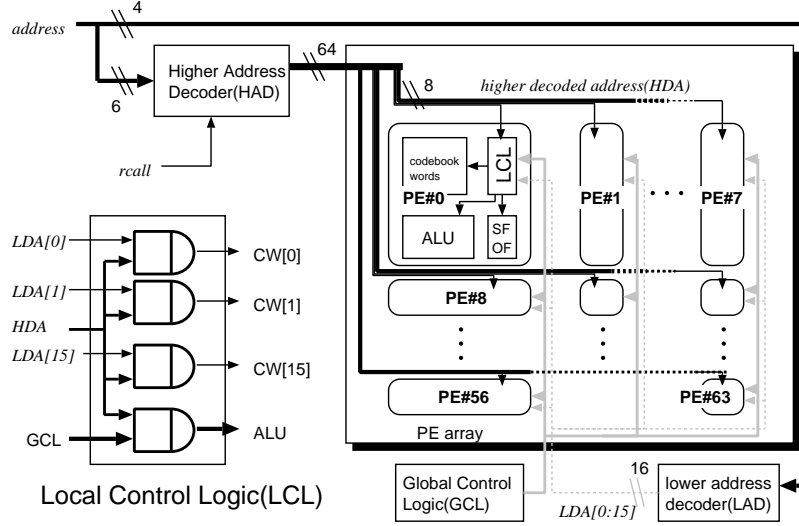 address
4
64
6
Higher Address
Decoder(HAD)
rcall
8
higher decoded address(HDA)
codebook
words
LCL
PE#0
ALU
SF
OF
PE#1
. . .
PE#7
PE#8
PE#56
PE#63
PE array
LDA[0]
CW[0]
LDA[1]
CW[1]
HDA
LDA[15]
CW[15]
GCL
ALU
Local Control Logic(LCL)
Global Control
Logic(GCL)
16
LDA[0:15]
lower address
decoder(LAD)